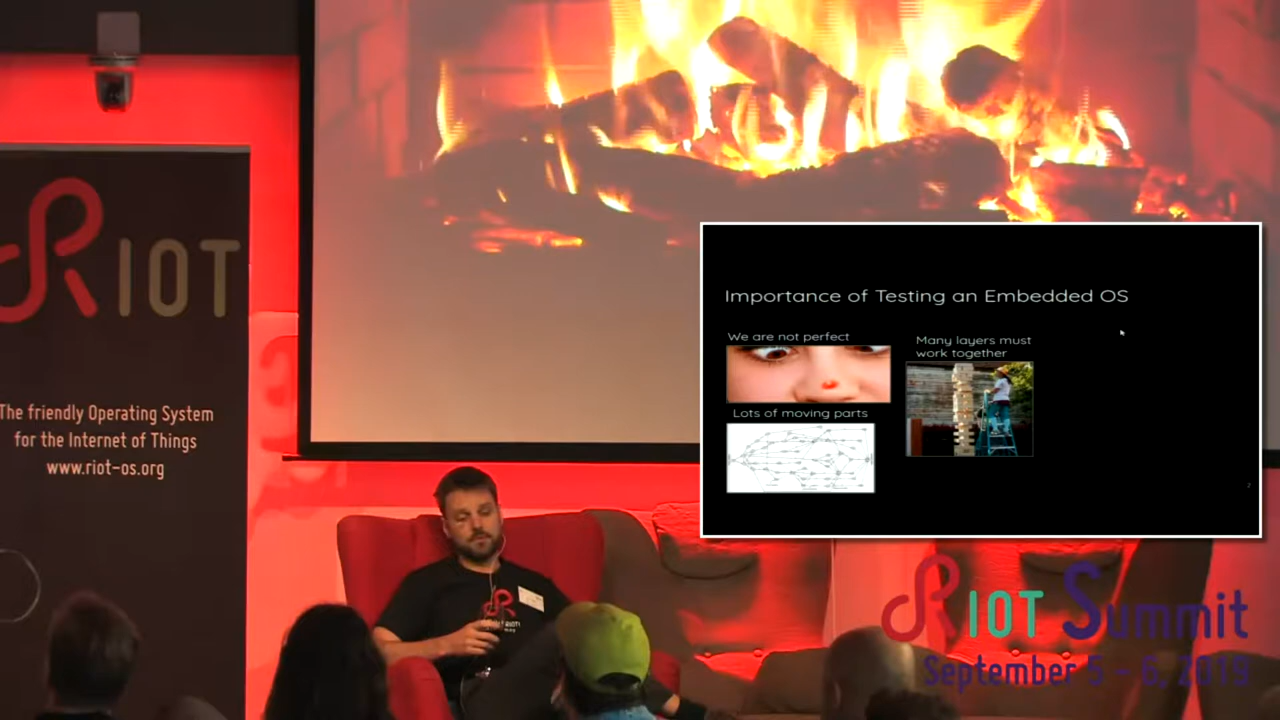 RIOT
The friendly Operating System
for the Internet of Things
www.riot-os.org
Importance of Testing an Embedded OS
We are not perfect
Many layers must
work together
Lots of moving parts
RIOT Summit
September 5 - 6, 2019